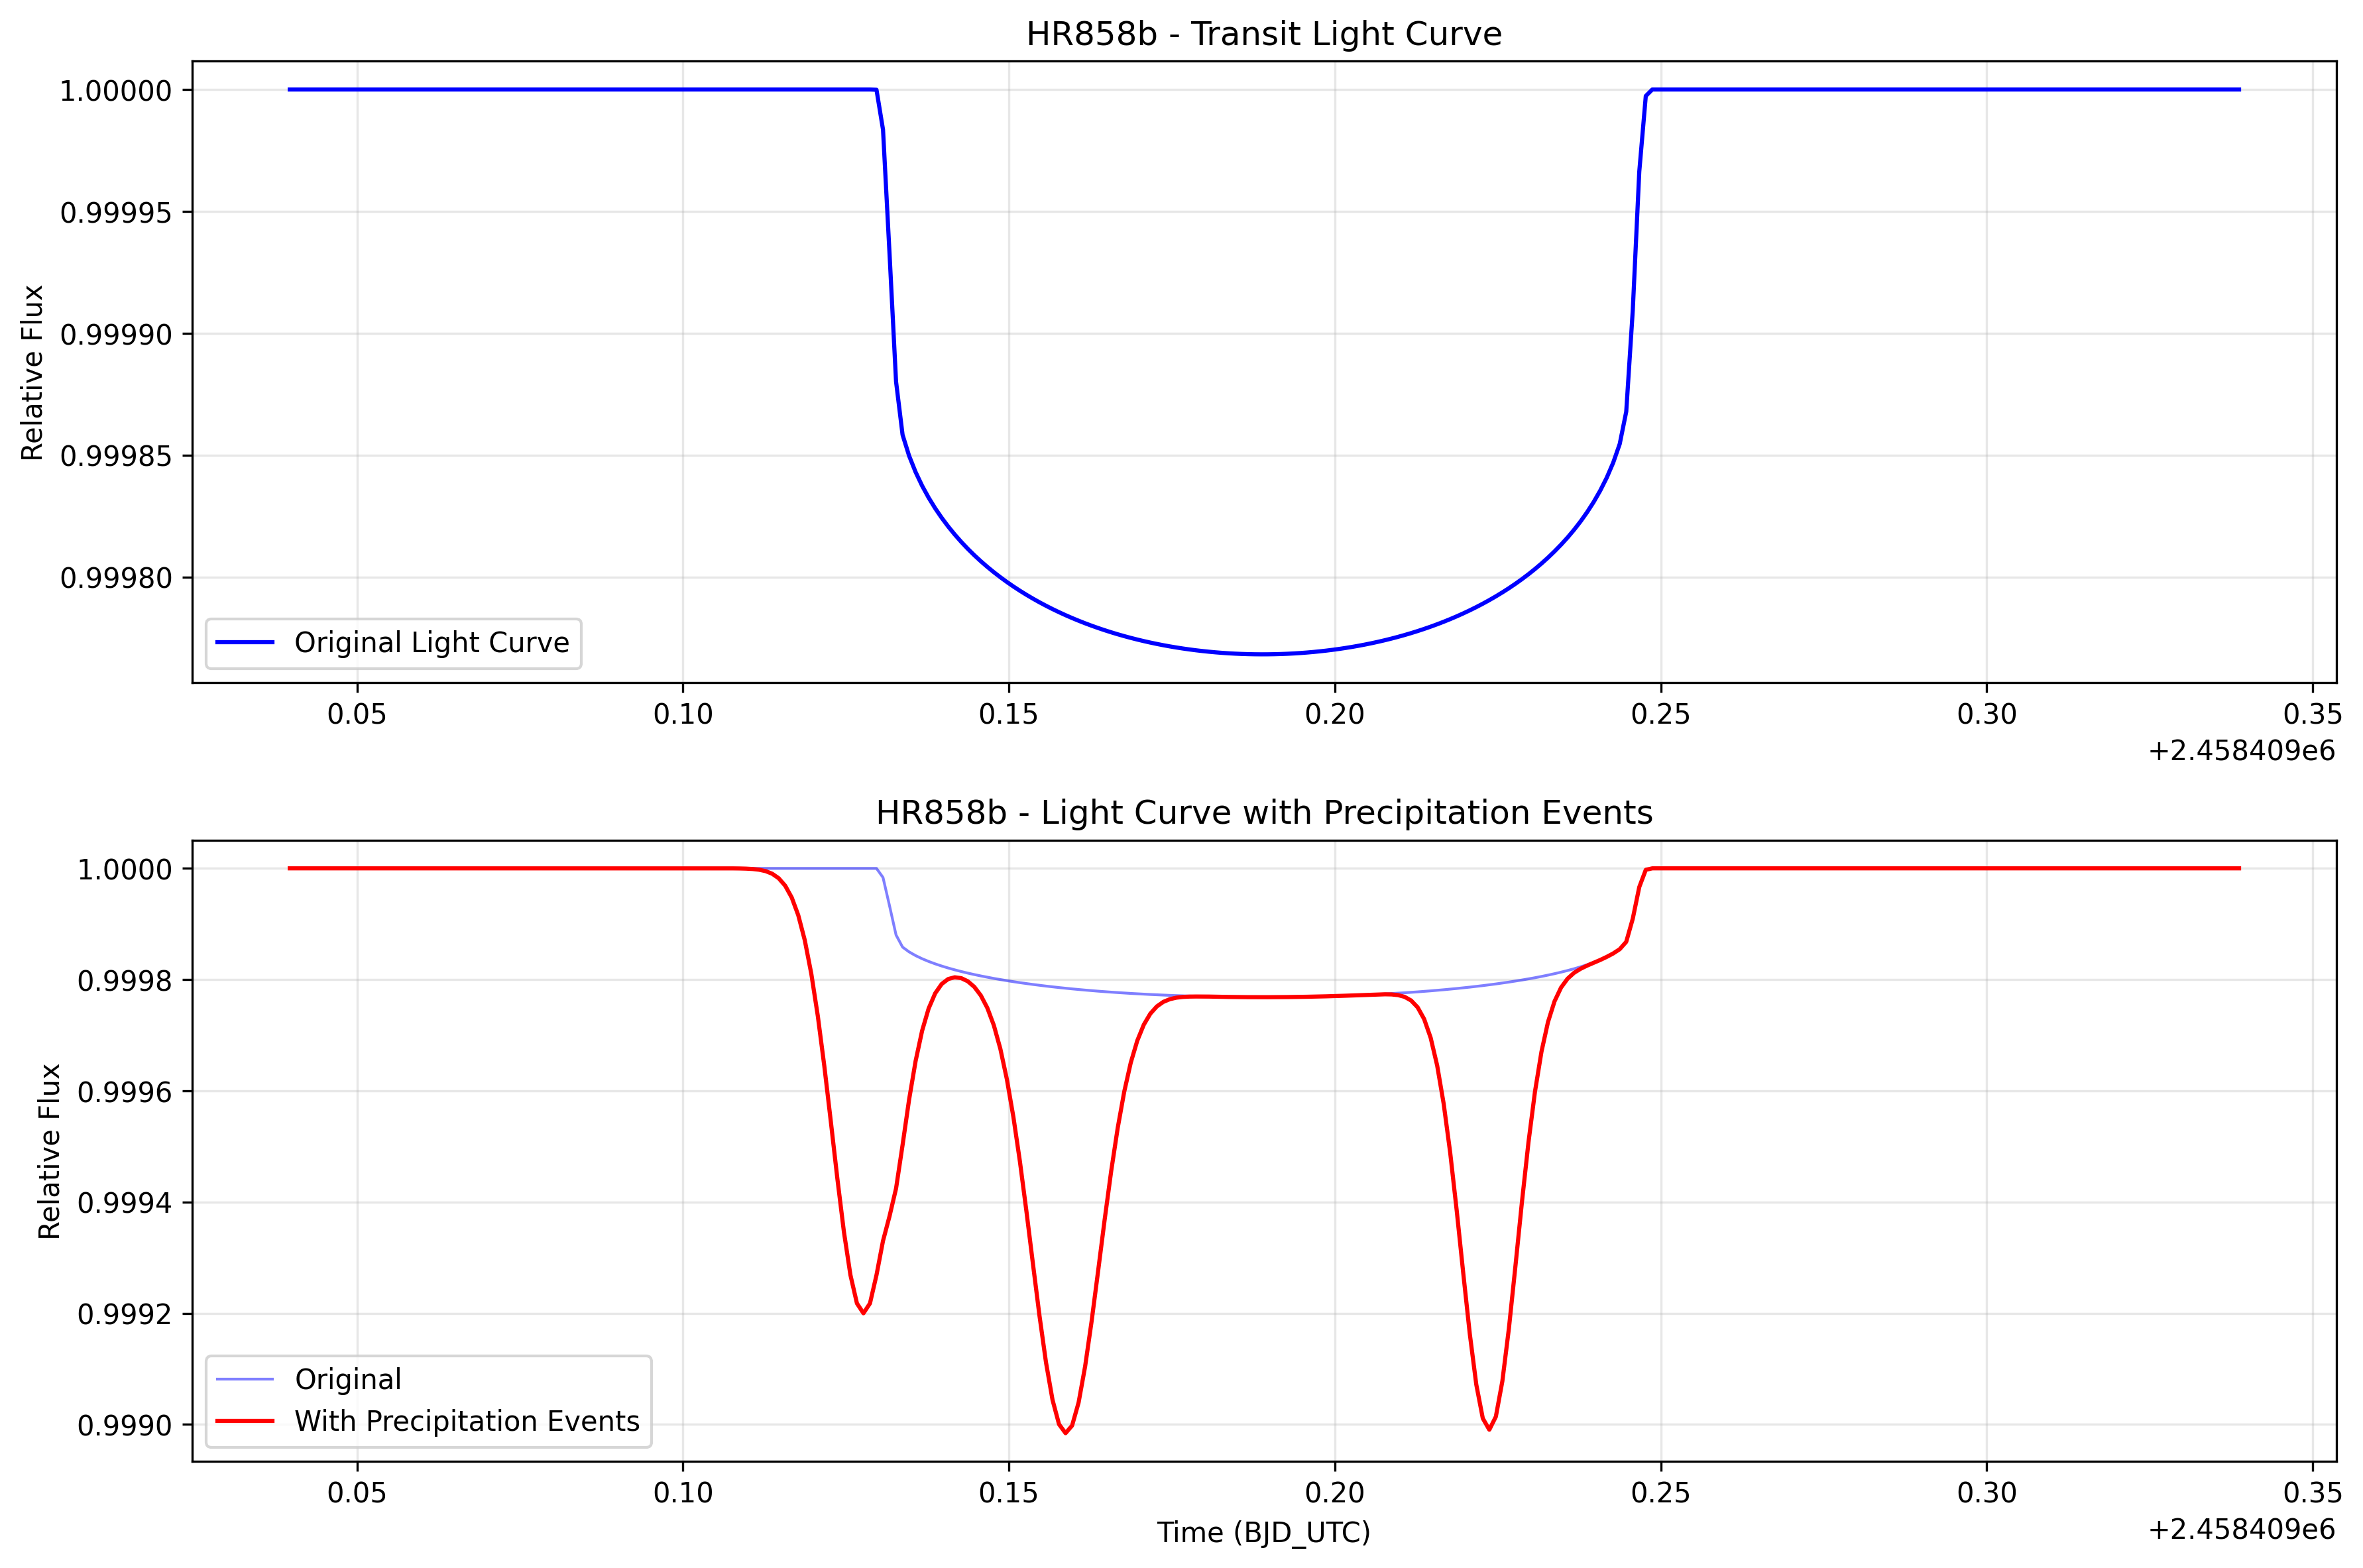 HR858b - Transit Light Curve
Relative Flux
1.00000
0.99995
0.99990
0.99985
0.99980
Original Light Curve
0.05 0.10 0.15 0.20 0.25 0.30 0.35
+2.458409e6
HR858b - Light Curve with Precipitation Events
Relative Flux
1.0000
0.9998
0.9996
0.9994
0.9992
0.9990
Original
With Precipitation Events
0.05 0.10 0.15 0.20 0.25 0.30 0.35
+2.458409e6
Time (BJD_UTC)